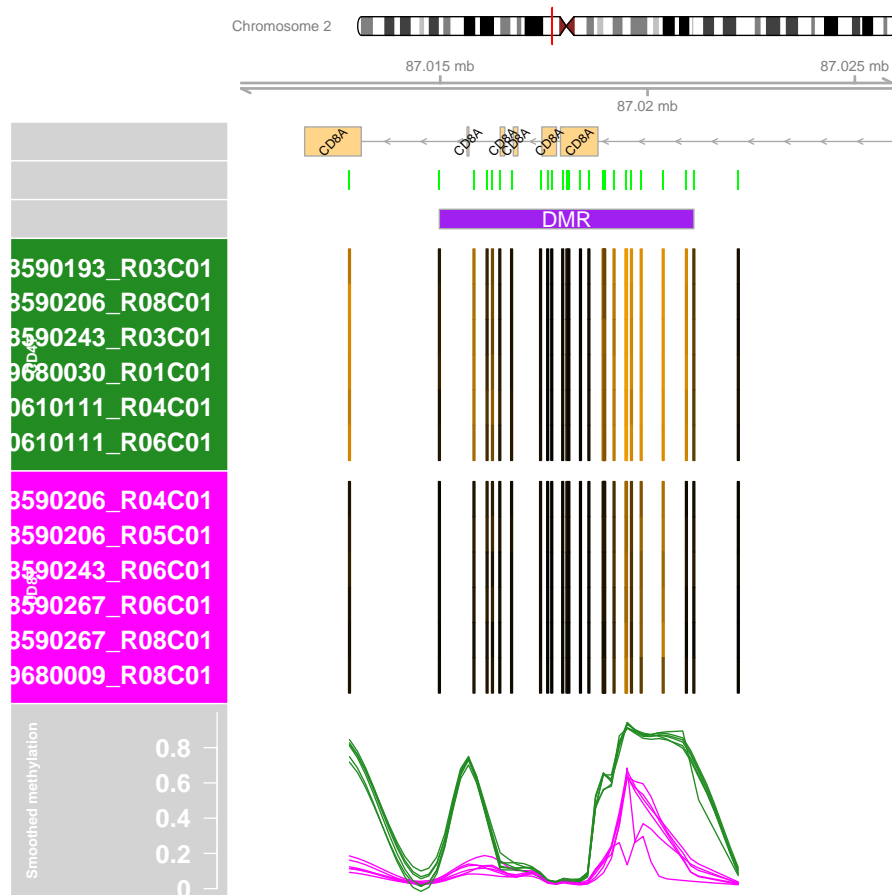 Chromosome 2
87.015 mb
87.025 mb
87.02 mb
CD8A
CD8A
CD8A
CD8A
CD8A
CD8A
DMR
8590193_R03C01
8590206_R08C01
8590243_R03C01
9680030_R01C01
0610111_R04C01
0610111_R06C01
8590206_R04C01
8590206_R05C01
8590243_R06C01
8590267_R06C01
8590267_R08C01
9680009_R08C01
Smoothed methylation
0.8
0.6
0.4
0.2
0